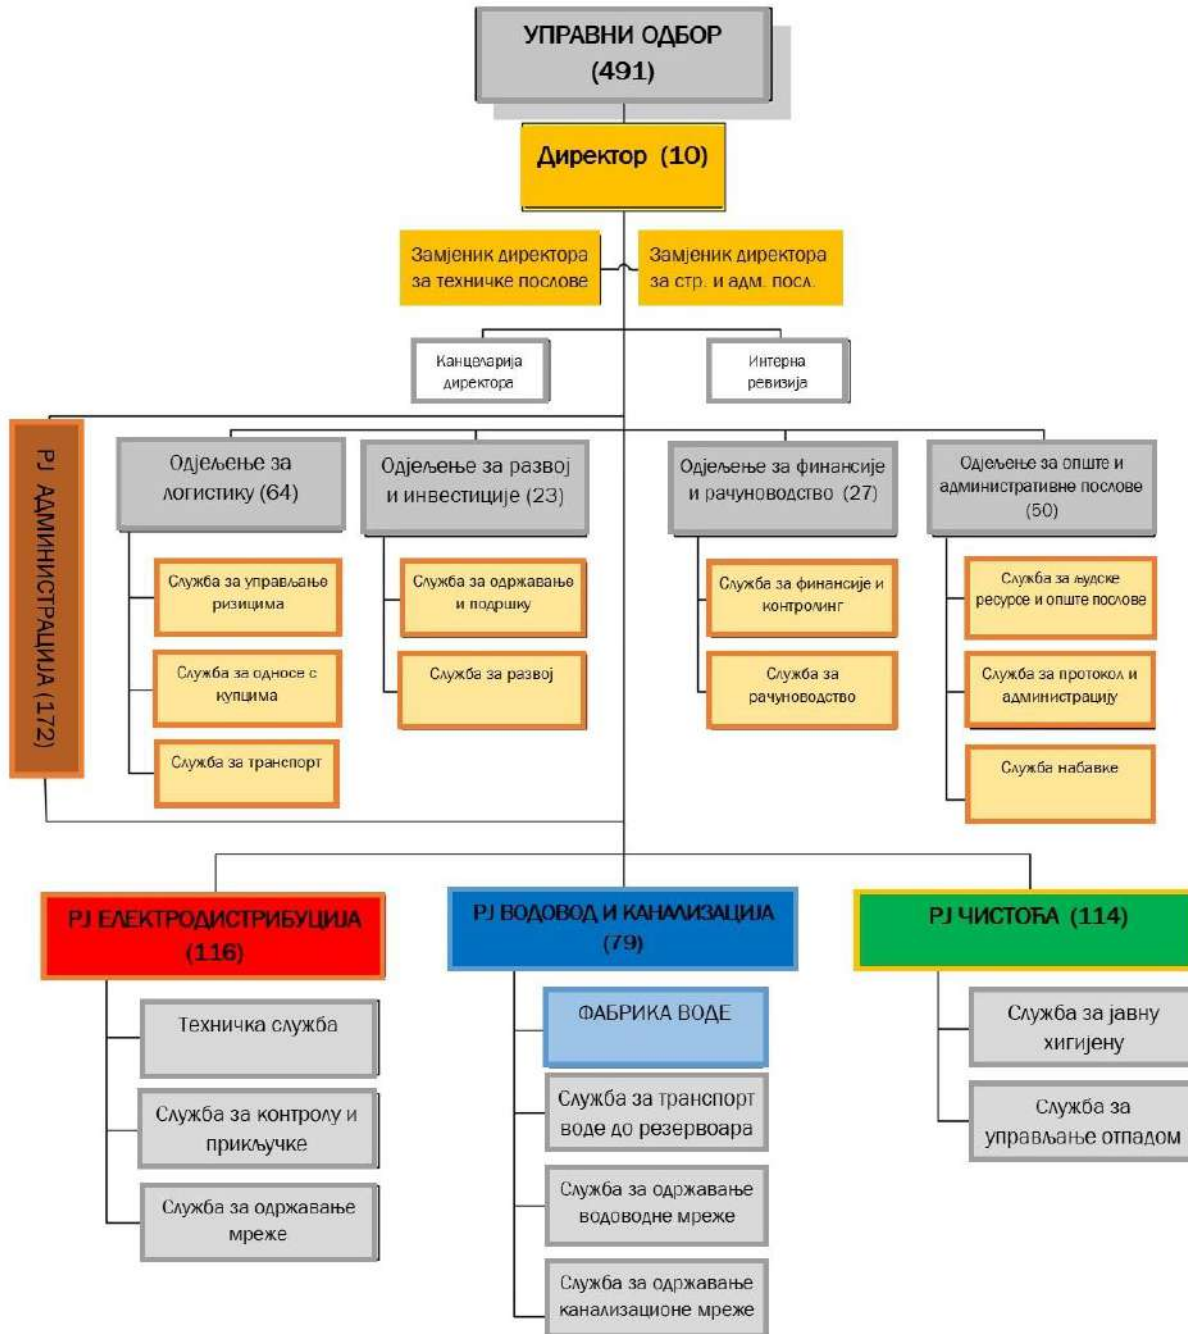 УПРАВНИ ОДБОР
(491)
Директор (10)
Замјеник директора
за техничке послове
Замјеник директора
за стр. и адм. посл.
Канцеларија
директора
Интерна
ревизија
РЈ АДМИНИСТРАЦИЈА (172)
Одјељење за
логистику (64)
Одјељење за развој
и инвестиције (23)
Одјељење за финансије
и рачуноводство (27)
Одјељење за опште и
административне послове
(50)
Служба за управљање
ризицима
Служба за односе с
купцима
Служба за транспорт
Служба за одржавање
и подршку
Служба за развој
Служба за финансије и
контролинг
Служба за
рачуноводство
Служба за људске
ресурсе и опште послове
Служба за протокол и
администрацију
Служба набавке
РЈ ЕЛЕКТРОДИСТРИБУЦИЈА
(116)
Техничка служба
Служба за контролу и
прикључке
Служба за одржавање
мреже
РЈ ВОДОВОД И КАНАЛИЗАЦИЈА
(79)
ФАБРИКА ВОДЕ
Служба за транспорт
воде до резервоара
Служба за одржавање
водоводне мреже
Служба за одржавање
канализационе мреже
РЈ ЧИСТОЋА (114)
Служба за јавну
хигијену
Служба за
управљање отпадом